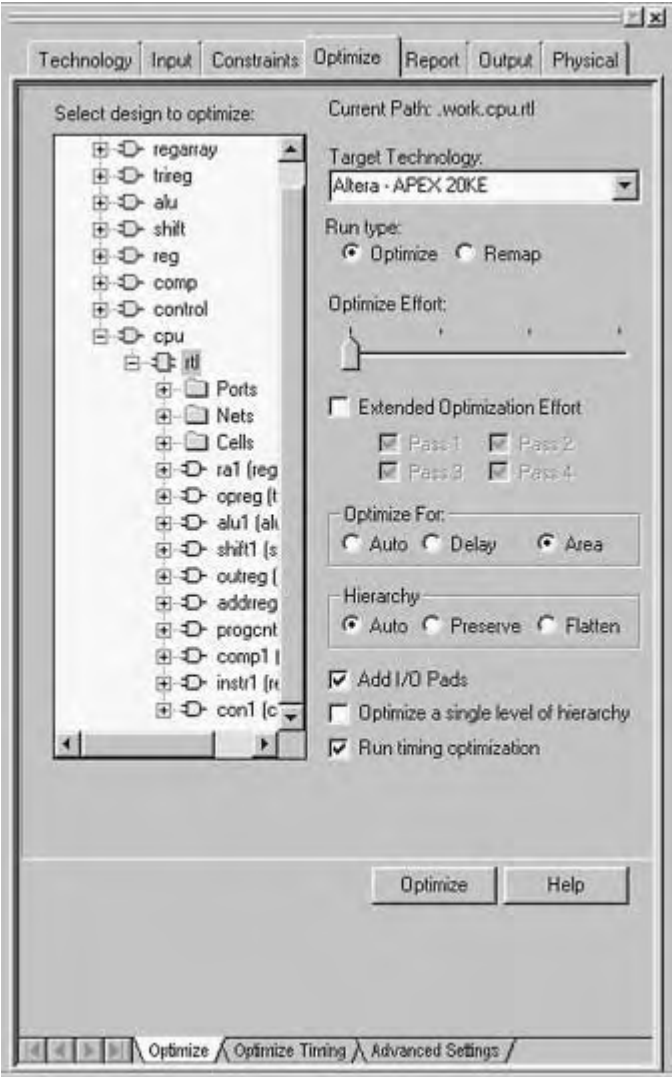 Technology Input Constraints Optimize Report Output Physical
Select design to optimize:
regarray
trireg
alu
shift
reg
comp
control
cpu
rtl
Ports
Nets
Cells
ra1 (reg
opreg (t
alu1 (alu
shift1 (s
outreg (
addrreg
progcnt
comp1 (
instr1 (re
con1 (c
Current Path: .work.cpu.rtl
Target Technology:
Altera - APEX 20KE
Run type:
Optimize Remap
Optimize Effort:
Extended Optimization Effort
Pass 1 Pass 2
Pass 3 Pass 4
Optimize For:
Auto Delay Area
Hierarchy
Auto Preserve Flatten
Add I/O Pads
Optimize a single level of hierarchy
Run timing optimization
Optimize Help
Optimize Optimize Timing Advanced Settings